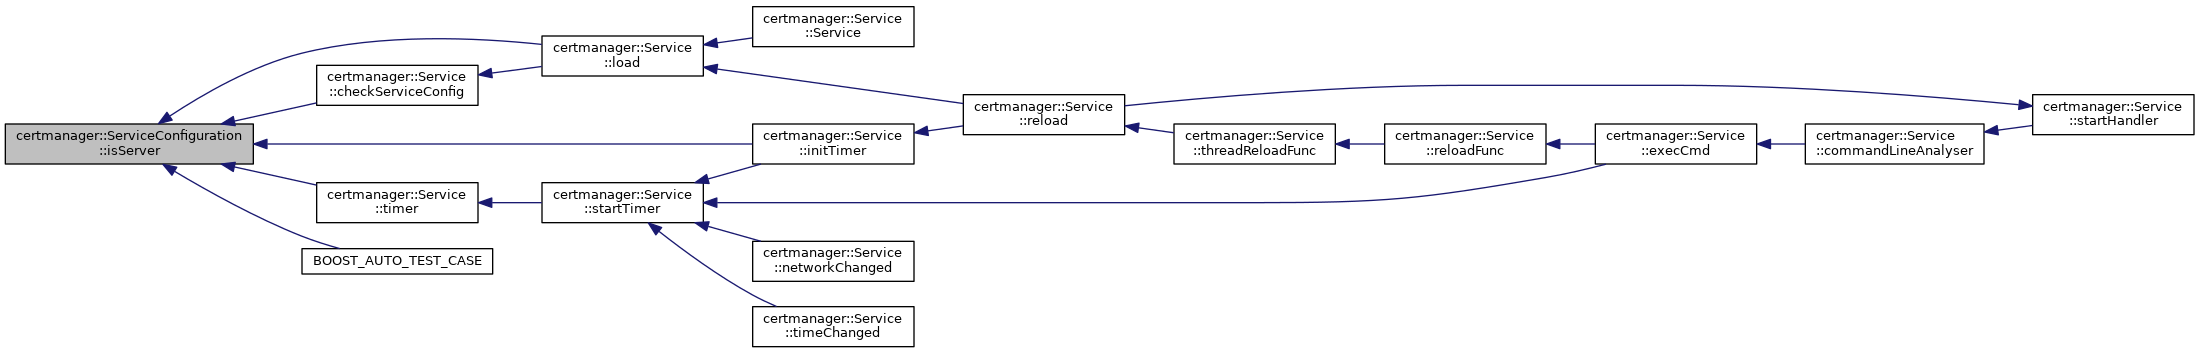 certmanager::ServiceConfiguration
::isServer
certmanager::Service
::load
certmanager::Service
::Service
certmanager::Service
::checkServiceConfig
certmanager::Service
::reload
certmanager::Service
::startHandler
certmanager::Service
::initTimer
certmanager::Service
::threadReloadFunc
certmanager::Service
::reloadFunc
certmanager::Service
::execCmd
certmanager::Service
::commandLineAnalyser
certmanager::Service
::timer
certmanager::Service
::startTimer
certmanager::Service
::networkChanged
certmanager::Service
::timeChanged
BOOST_AUTO_TEST_CASE